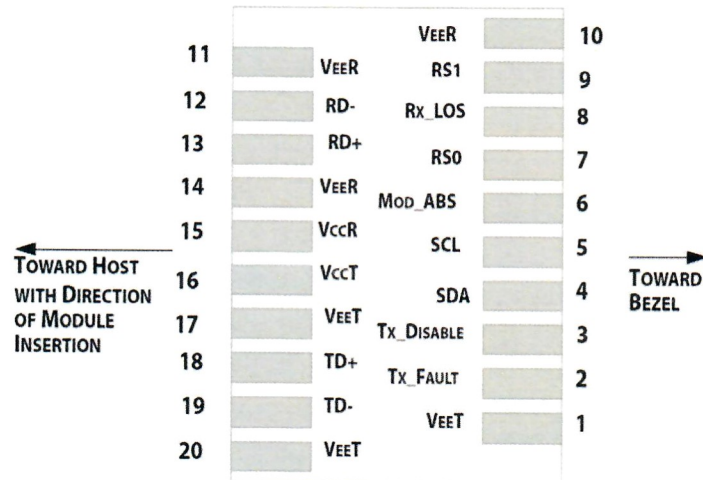 11 VEER
12 RD-
13 RD+
14 VEER
15 VCCR
16 VCCT
17 VEET
18 TD+
19 TD-
20 VEET
VEER 10
RS1 9
RX_LOS 8
RS0 7
MOD_ABS 6
SCL 5
SDA 4
TX_DISABLE 3
TX_FAULT 2
VEET 1
TOWARD HOST
WITH DIRECTION
OF MODULE
INSERTION
TOWARD
BEZEL